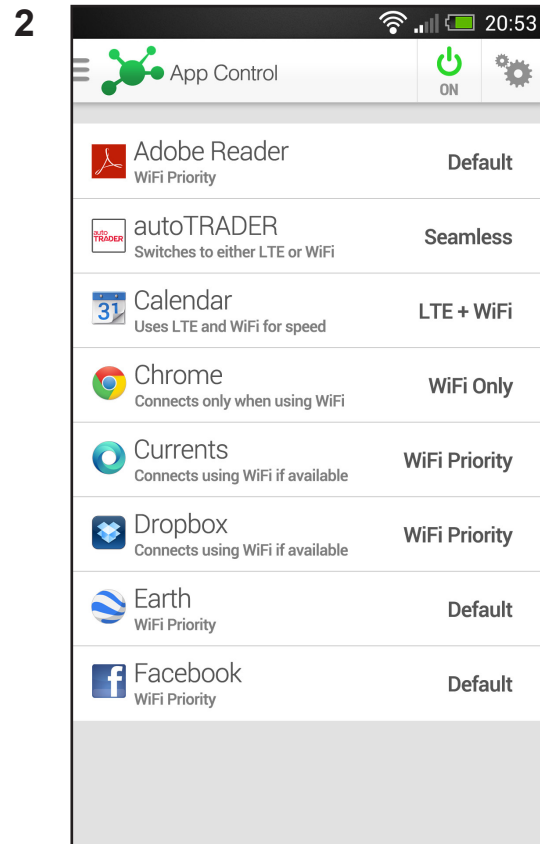 2
20:53
App Control
ON
Adobe Reader
WiFi Priority
Default
auto
TRADER
autoTRADER
Switches to either LTE or WiFi
Seamless
31
Calendar
Uses LTE and WiFi for speed
LTE + WiFi
Chrome
Connects only when using WiFi
WiFi Only
Currents
Connects using WiFi if available
WiFi Priority
Dropbox
Connects using WiFi if available
WiFi Priority
Earth
WiFi Priority
Default
f
Facebook
WiFi Priority
Default